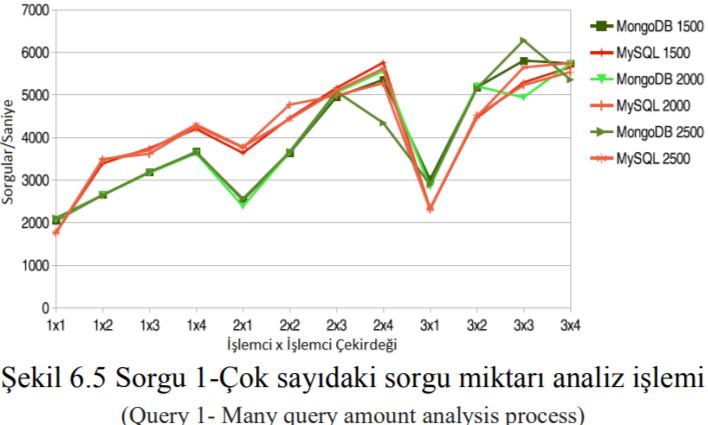 7000
6000
5000
4000
3000
2000
1000
0
Sorgular/Saniye
1x1 1x2 1x3 1x4 2x1 2x2 2x3 2x4 3x1 3x2 3x3 3x4
İşlemci x İşlemci Çekirdeği
MongoDB 1500
MySQL 1500
MongoDB 2000
MySQL 2000
MongoDB 2500
MySQL 2500
Şekil 6.5 Sorgu 1-Çok sayıdaki sorgu miktarı analiz işlemi
(Query 1- Many query amount analysis process)